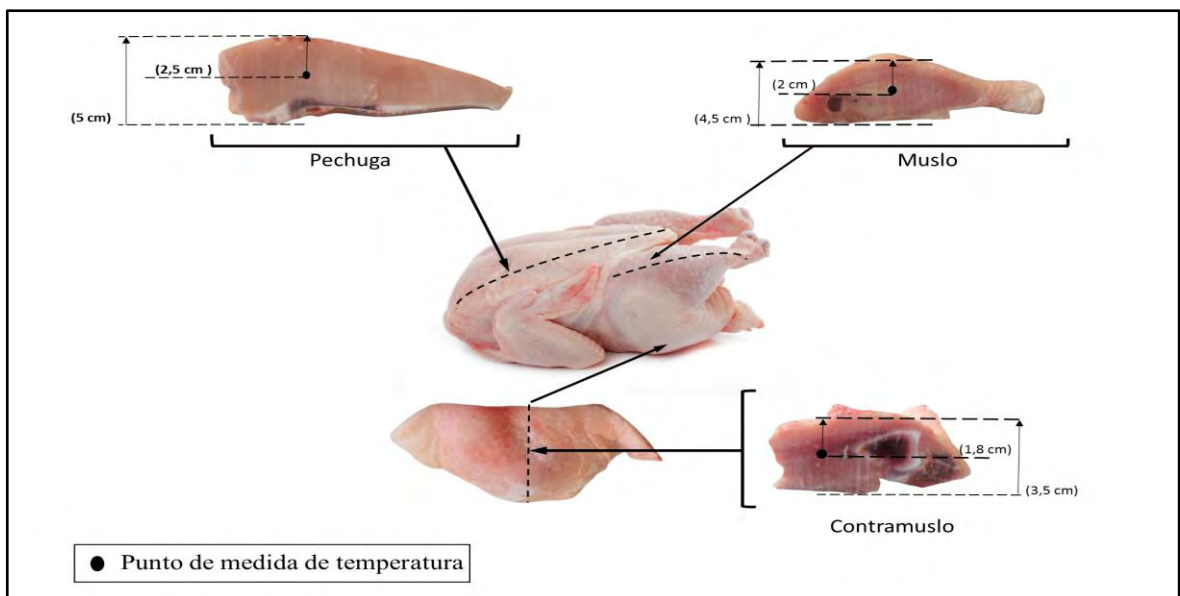 (2,5 cm )
(5 cm)
Pechuga
(2 cm )
(4,5 cm )
Muslo
(1,8 cm)
(3,5 cm)
Contramuslo
Punto de medida de temperatura